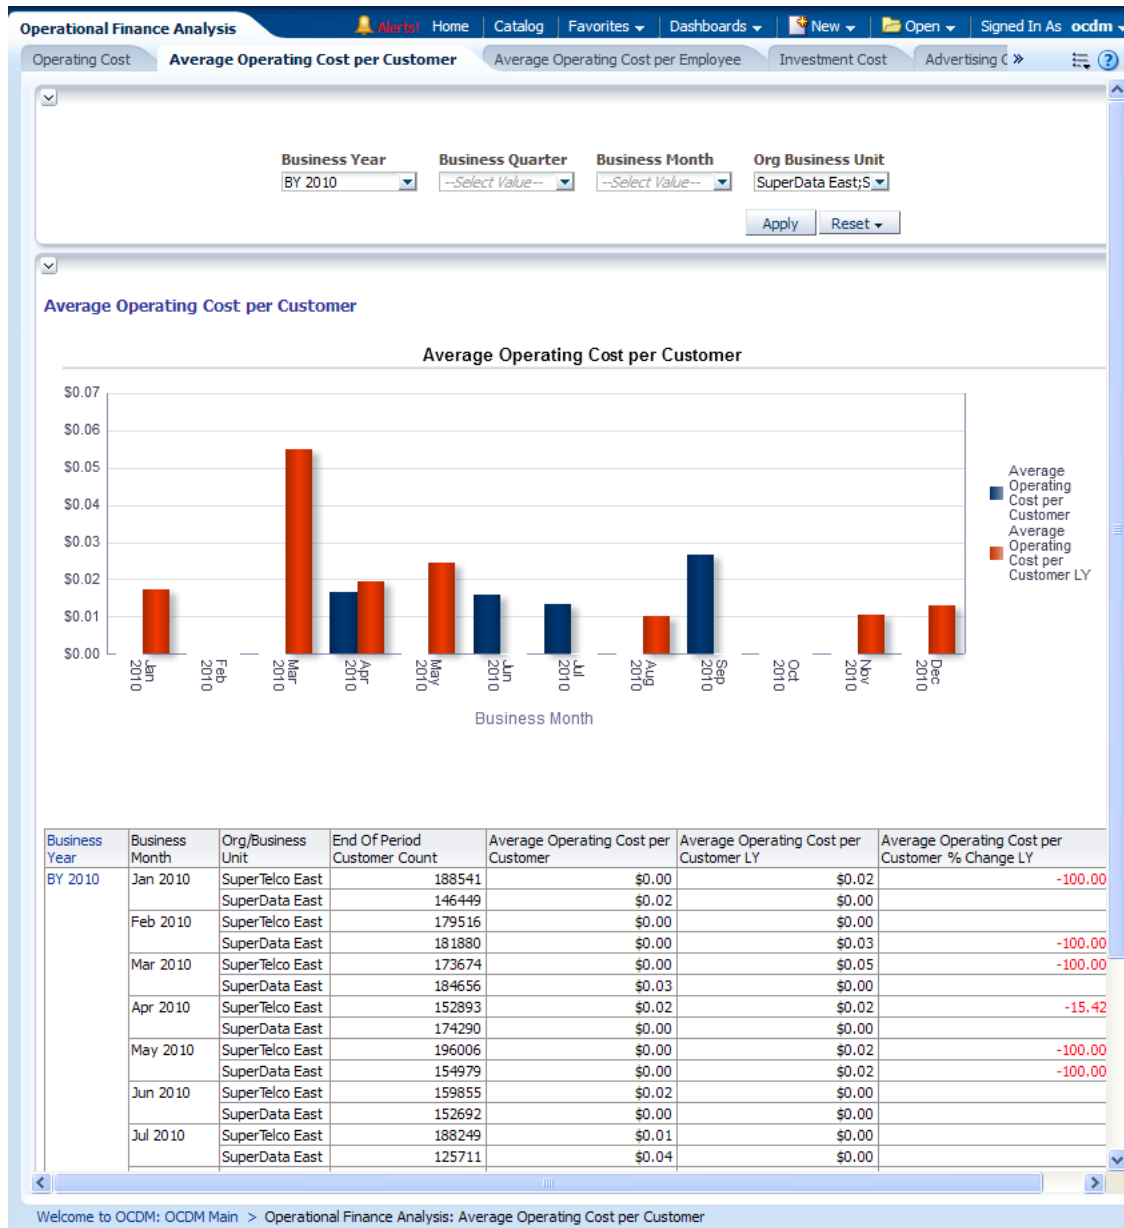 Operational Finance Analysis
Alerts! Home Catalog Favorites Dashboards New Open Signed In As ocdm
Operating Cost Average Operating Cost per Customer Average Operating Cost per Employee Investment Cost Advertising C »
Business Year Business Quarter Business Month Org Business Unit
BY 2010 --Select Value-- --Select Value-- SuperData East;S
Apply Reset
Average Operating Cost per Customer
Average Operating Cost per Customer
$0.07
$0.06
$0.05
$0.04
$0.03
$0.02
$0.01
$0.00
Jan 2010
Feb 2010
Mar 2010
Apr 2010
May 2010
Jun 2010
Jul 2010
Aug 2010
Sep 2010
Oct 2010
Nov 2010
Dec 2010
Business Month
Average
Operating
Cost per
Customer
Average
Operating
Cost per
Customer LY
Business Year Business Month Org/Business Unit End Of Period Customer Count Average Operating Cost per Customer Average Operating Cost per Customer LY Average Operating Cost per Customer % Change LY
BY 2010 Jan 2010 SuperTelco East 188541 $0.00 $0.02 -100.00
SuperData East 146449 $0.02 $0.00
Feb 2010 SuperTelco East 179516 $0.00 $0.00
SuperData East 181880 $0.00 $0.03 -100.00
Mar 2010 SuperTelco East 173674 $0.00 $0.05 -100.00
SuperData East 184656 $0.03 $0.00
Apr 2010 SuperTelco East 152893 $0.02 $0.02 -15.42
SuperData East 174290 $0.00 $0.00
May 2010 SuperTelco East 196006 $0.00 $0.02 -100.00
SuperData East 154979 $0.00 $0.02 -100.00
Jun 2010 SuperTelco East 159855 $0.02 $0.00
SuperData East 152692 $0.00 $0.00
Jul 2010 SuperTelco East 188249 $0.01 $0.00
SuperData East 125711 $0.04 $0.00
Welcome to OCDM: OCDM Main > Operational Finance Analysis: Average Operating Cost per Customer